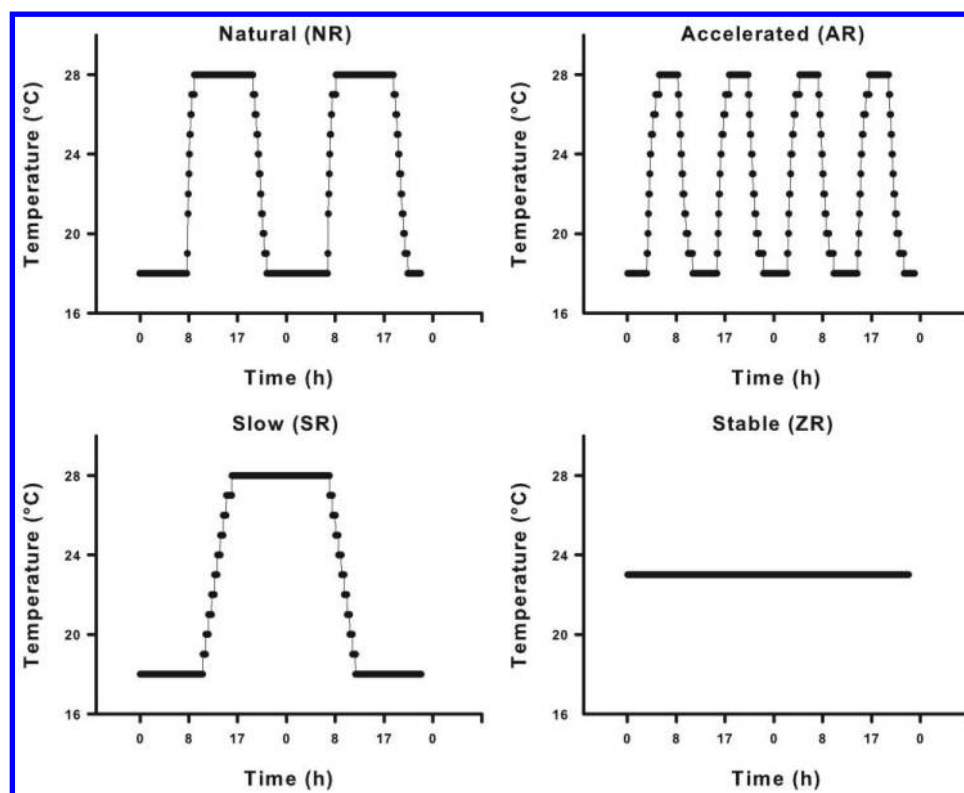 Natural (NR)
Temperature (°C)
28
24
20
16
0 8 17 0 8 17 0
Time (h)
Accelerated (AR)
Temperature (°C)
28
24
20
16
0 8 17 0 8 17 0
Time (h)
Slow (SR)
Temperature (°C)
28
24
20
16
0 8 17 0 8 17 0
Time (h)
Stable (ZR)
Temperature (°C)
28
24
20
16
0 8 17 0 8 17 0
Time (h)